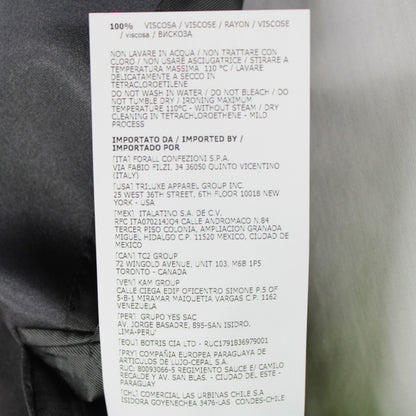 100% VISCOSA / VISCOSE / RAYON / VISCOSE
/ viscosa / ВИСКОЗА
NON LAVARE IN ACQUA / NON TRATTARE CON
CLORO / NON USARE ASCIUGATRICE / STIRARE A
TEMPERATURA MASSIMA 110 °C / LAVARE
DELICATAMENTE A SECCO IN
TETRACLOROETILENE
DO NOT WASH IN WATER / DO NOT BLEACH / DO
NOT TUMBLE DRY / IRONING MAXIMUM
TEMPERATURE 110°C - WITHOUT STEAM / DRY
CLEANING IN TETRACHLOROETHENE - MILD
PROCESS
IMPORTATO DA / IMPORTED BY /
IMPORTADO POR
[ITA] FORALL CONFEZIONI S.P.A.
VIA FABIO FILZI, 34 36050 QUINTO VICENTINO
(ITALY)
[USA] TRILUXE APPAREL GROUP INC.
25 WEST 36TH STREET, 6TH FLOOR 10018 NEW
YORK - USA
[MEX] ITALATINO S.A. DE C.V.
RFC ITA070214JQ4 CALLE ANDROMACO N.84
TERCER PISO COLONIA, AMPLIACION GRANADA
MIGUEL HIDALGO C.P. 11520 MEXICO, CIUDAD DE
MEXICO
[CAN] TC2 GROUP
72 WINGOLD AVENUE, UNIT 103, M6B 1P5
TORONTO - CANADA
[VEN] KAM GROUP
CALLE CIEGA EDIF OFICENTRO SIMONE P.5 OF
5-B-1 MIRAMAR MAIQUETIA VARGAS C.P. 1162
VENEZUELA
[PER] GRUPO YES SAC
AV. JORGE BASADRE, 895-SAN ISIDRO,
LIMA-PERU'
[EQU] BOTRIS CIA LTD - RUC1791836979001
[PRY] COMPAÑIA EUROPEA PARAGUAYA DE
ARTICULOS DE LUJO-CEPAL S.A.
RUC: 80093066-5 REGIMIENTO SAUCE E/ CAMILO
RECALDE Y AV. SAN BLAS. - CIUDAD DEL ESTE -
PARAGUAY
[CHL] COMERCIAL LAS URBINAS CHILE S.A
ISIDORA GOYENECHEA 3476-LAS CONDES-CHILE